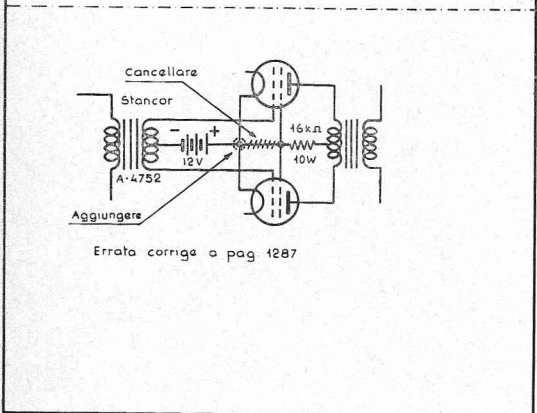 Cancellare
Stancor
- +
16kΩ
12V
10W
A-4752
Aggiungere
Errata corrige a pag. 1287